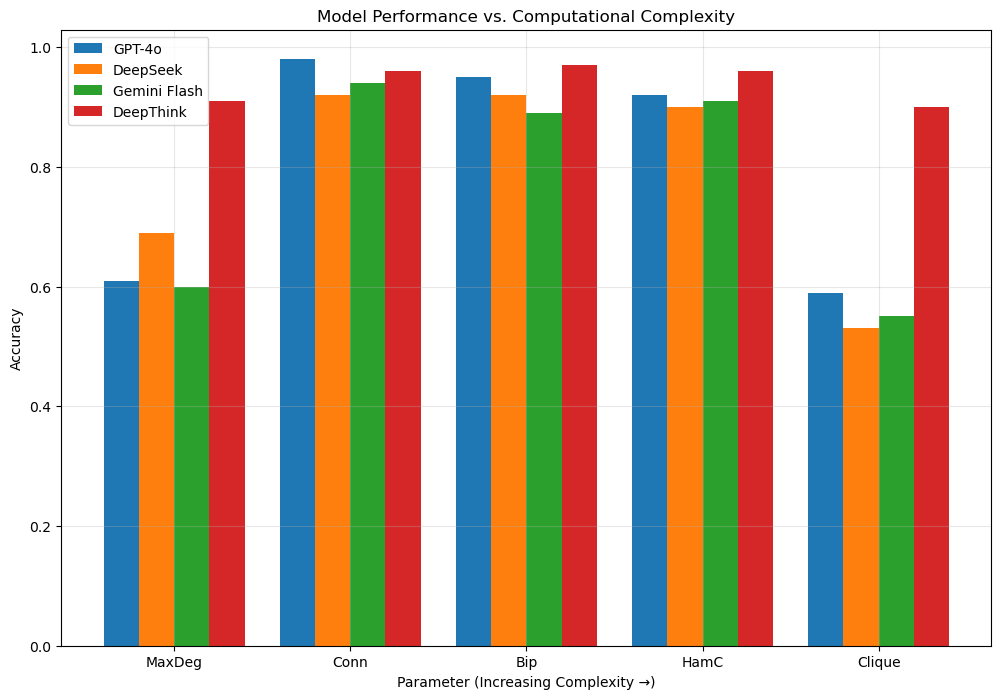 Model Performance vs. Computational Complexity
GPT-4o
DeepSeek
Gemini Flash
DeepThink
Accuracy
1.0
0.8
0.6
0.4
0.2
0.0
MaxDeg
Conn
Bip
HamC
Clique
Parameter (Increasing Complexity →)